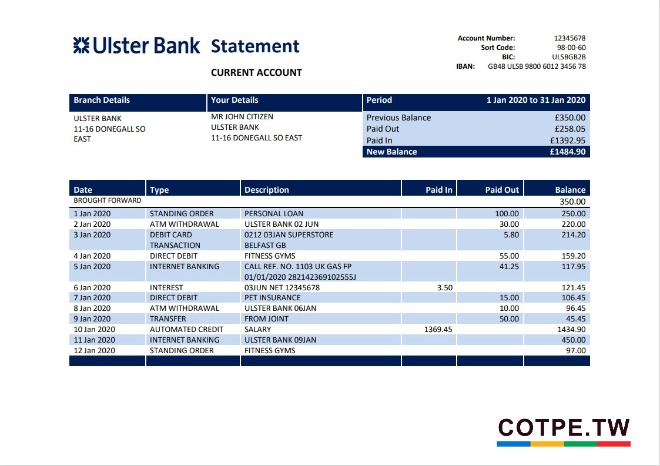 Ulster Bank Statement
CURRENT ACCOUNT
Account Number: 12345678
Sort Code: 98-00-60
BIC: ULSBGB2B
IBAN: GB48 ULSB 9800 6012 3456 78
Branch Details Your Details Period 1 Jan 2020 to 31 Jan 2020
ULSTER BANK
11-16 DONEGALL SO
EAST
MR JOHN CITIZEN
ULSTER BANK
11-16 DONEGALL SO EAST
Previous Balance £350.00
Paid Out £258.05
Paid In £1392.95
New Balance £1484.90
Date Type Description Paid In Paid Out Balance
BROUGHT FORWARD 350.00
1 Jan 2020 STANDING ORDER PERSONAL LOAN 100.00 250.00
2 Jan 2020 ATM WITHDRAWAL ULSTER BANK 02 JUN 30.00 220.00
3 Jan 2020 DEBIT CARD 0212 03JAN SUPERSTORE 5.80 214.20
TRANSACTION BELFAST GB
4 Jan 2020 DIRECT DEBIT FITNESS GYMS 55.00 159.20
5 Jan 2020 INTERNET BANKING CALL REF. NO. 1103 UK GAS FP 41.25 117.95
01/01/2020 282142369102555J
6 Jan 2020 INTEREST 03JUN NET 12345678 3.50 121.45
7 Jan 2020 DIRECT DEBIT PET INSURANCE 15.00 106.45
8 Jan 2020 ATM WITHDRAWAL ULSTER BANK 06JAN 10.00 96.45
9 Jan 2020 TRANSFER FROM JOINT 50.00 45.45
10 Jan 2020 AUTOMATED CREDIT SALARY 1369.45 1434.90
11 Jan 2020 INTERNET BANKING ULSTER BANK 09JAN 450.00
12 Jan 2020 STANDING ORDER FITNESS GYMS 97.00
COTPE.TW